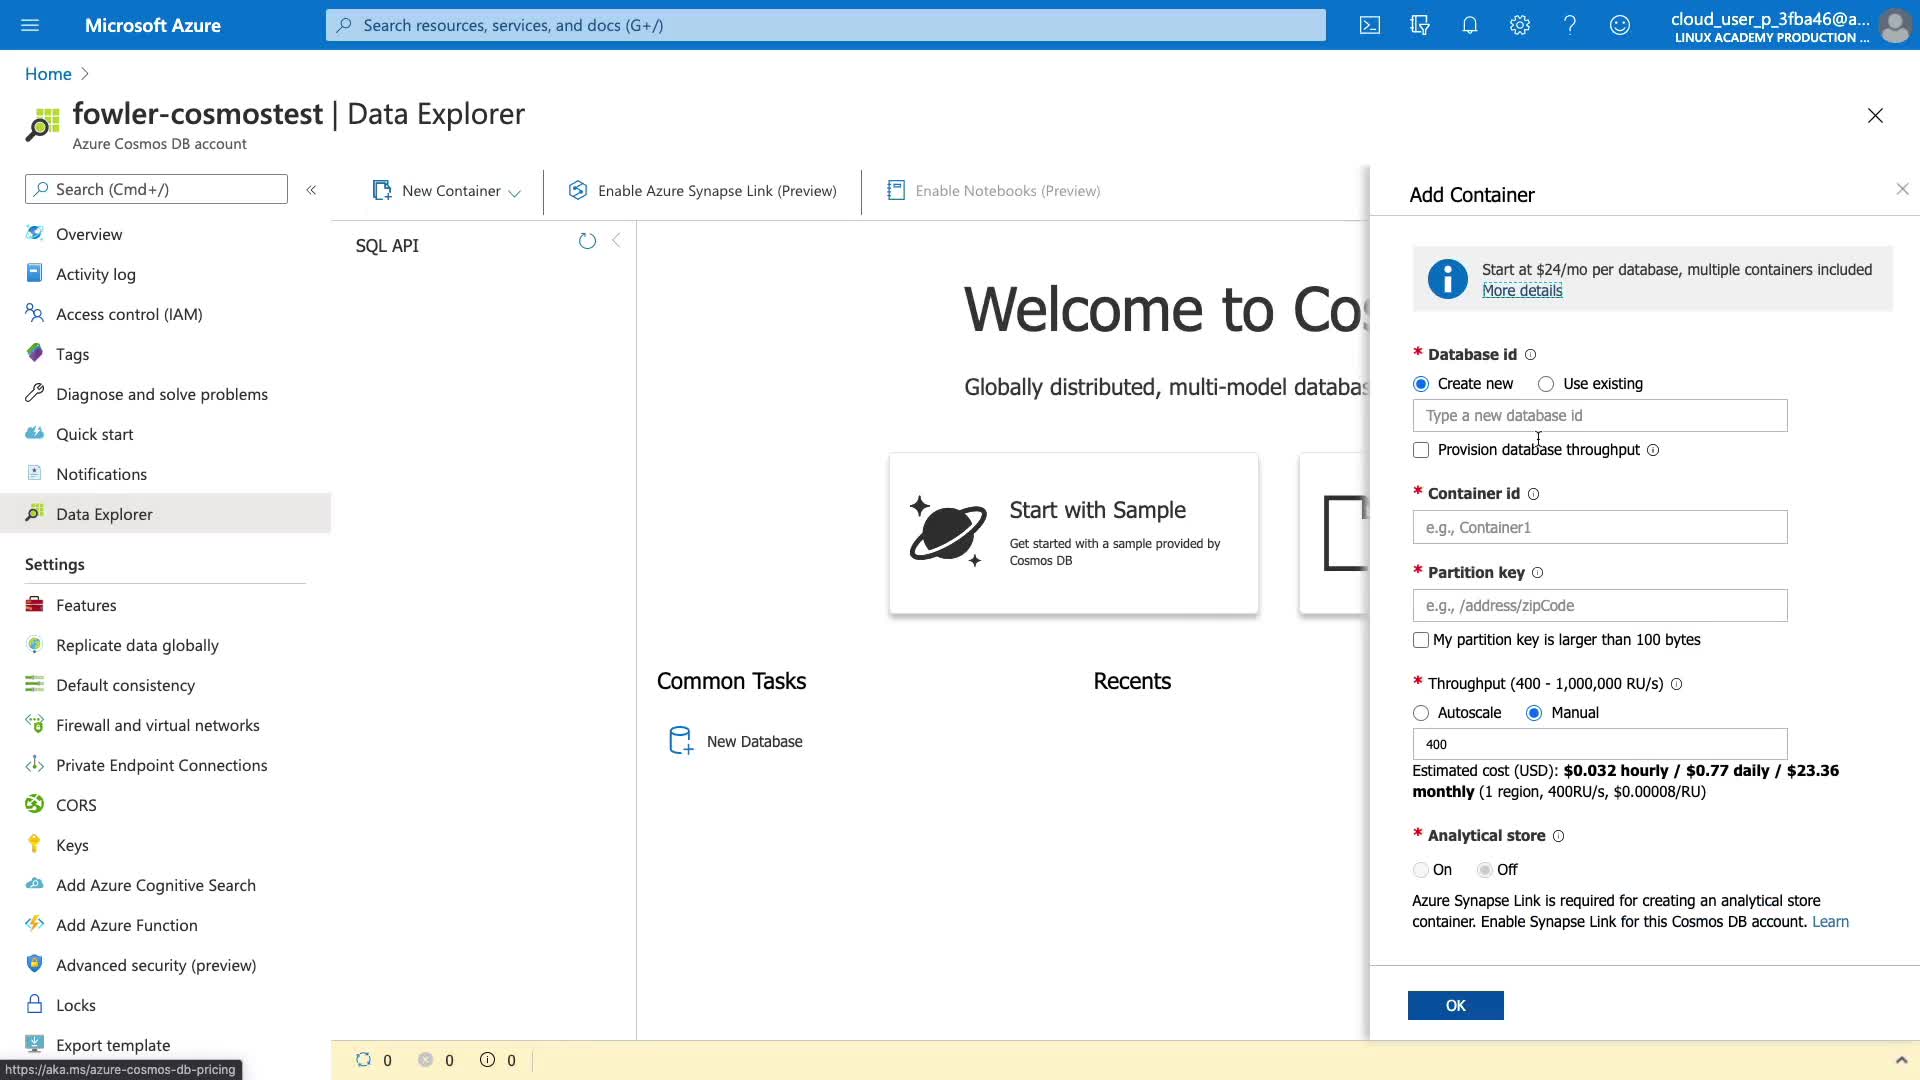 Microsoft Azure
Search resources, services, and docs (G+/)
cloud_user_p_3fba46@a...
LINUX ACADEMY PRODUCTION ...
Home
fowler-cosmostest | Data Explorer
Azure Cosmos DB account
Search (Cmd+/)
Overview
Activity log
Access control (IAM)
Tags
Diagnose and solve problems
Quick start
Notifications
Data Explorer
Settings
Features
Replicate data globally
Default consistency
Firewall and virtual networks
Private Endpoint Connections
CORS
Keys
Add Azure Cognitive Search
Add Azure Function
Advanced security (preview)
Locks
Export template
https://aka.ms/azure-cosmos-db-pricing
New Container
Enable Azure Synapse Link (Preview)
Enable Notebooks (Preview)
SQL API
Welcome to Cos
Globally distributed, multi-model databas
Start with Sample
Get started with a sample provided by
Cosmos DB
Common Tasks
Recents
New Database
0
0
0
Add Container
Start at $24/mo per database, multiple containers included
More details
* Database id
Create new
Use existing
Type a new database id
Provision database throughput
* Container id
e.g., Container1
* Partition key
e.g., /address/zipCode
My partition key is larger than 100 bytes
* Throughput (400 - 1,000,000 RU/s)
Autoscale
Manual
400
Estimated cost (USD): $0.032 hourly / $0.77 daily / $23.36
monthly (1 region, 400RU/s, $0.00008/RU)
* Analytical store
On
Off
Azure Synapse Link is required for creating an analytical store
container. Enable Synapse Link for this Cosmos DB account. Learn
OK